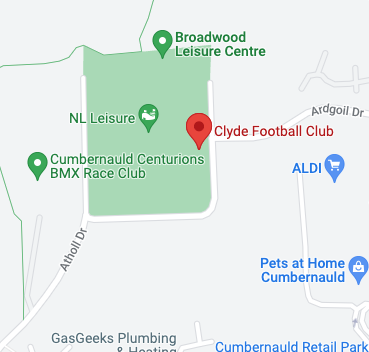 Broadwood
Leisure Centre
Ardgoil Dr
NL Leisure
Clyde Football Club
Cumbernauld Centurions
BMX Race Club
ALDI
Atholl Dr
Pets at Home
Cumbernauld
GasGeeks Plumbing
& Heating
Cumbernauld Retail Park